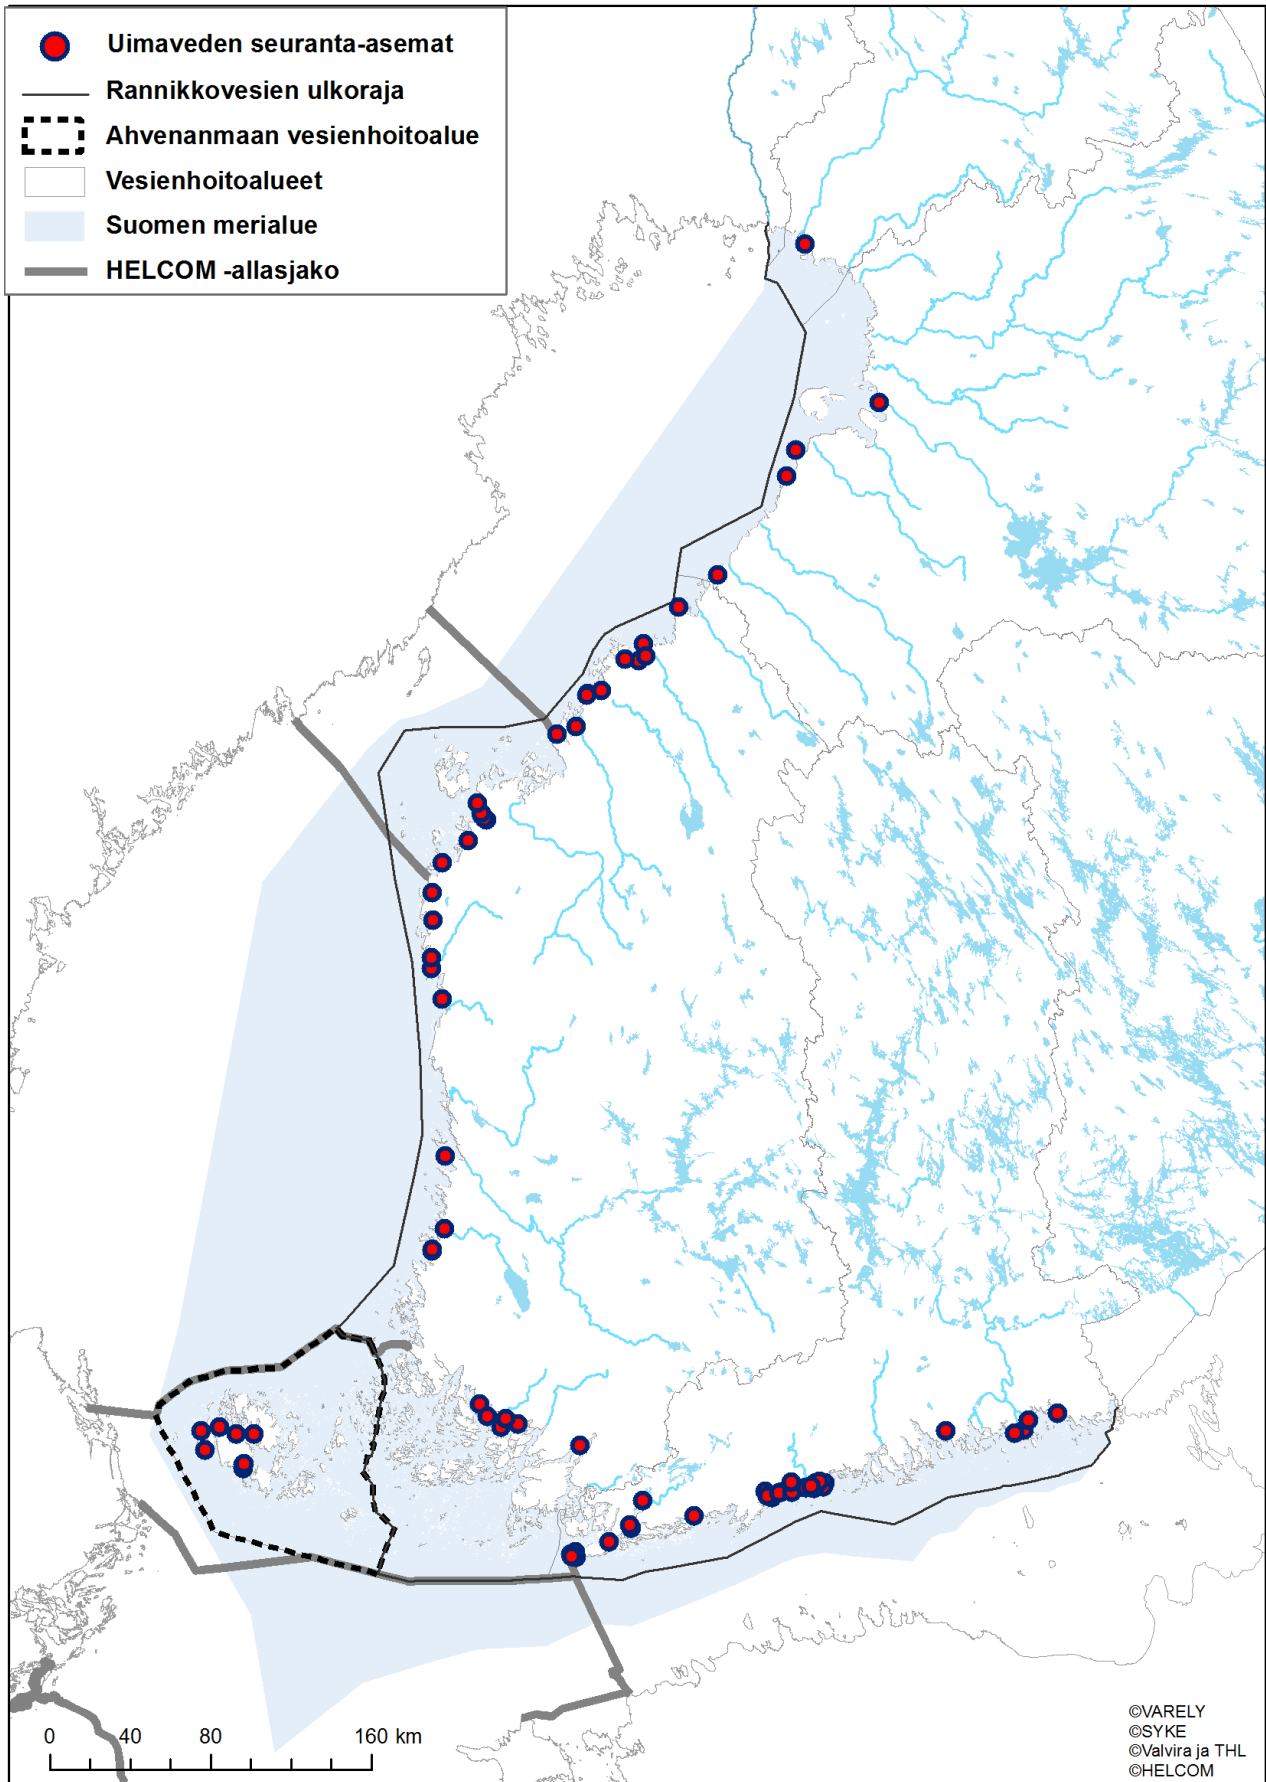 Uimaveden seuranta-asemat
Rannikkovesien ulkoraja
Ahvenanmaan vesienhoitoalue
Vesienhoitoalueet
Suomen merialue
HELCOM -allasjako
0 40 80 160 km
©VARELY
©SYKE
©Valvira ja THL
©HELCOM